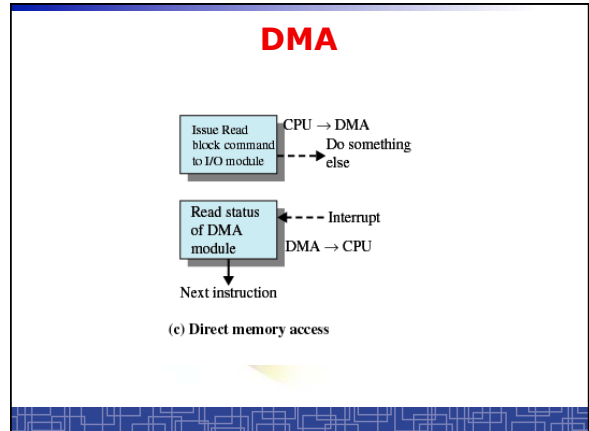 DMA
Issue Read
block command
to I/O module
CPU → DMA
Do something
else
Read status
of DMA
module
Interrupt
DMA → CPU
Next instruction
(c) Direct memory access